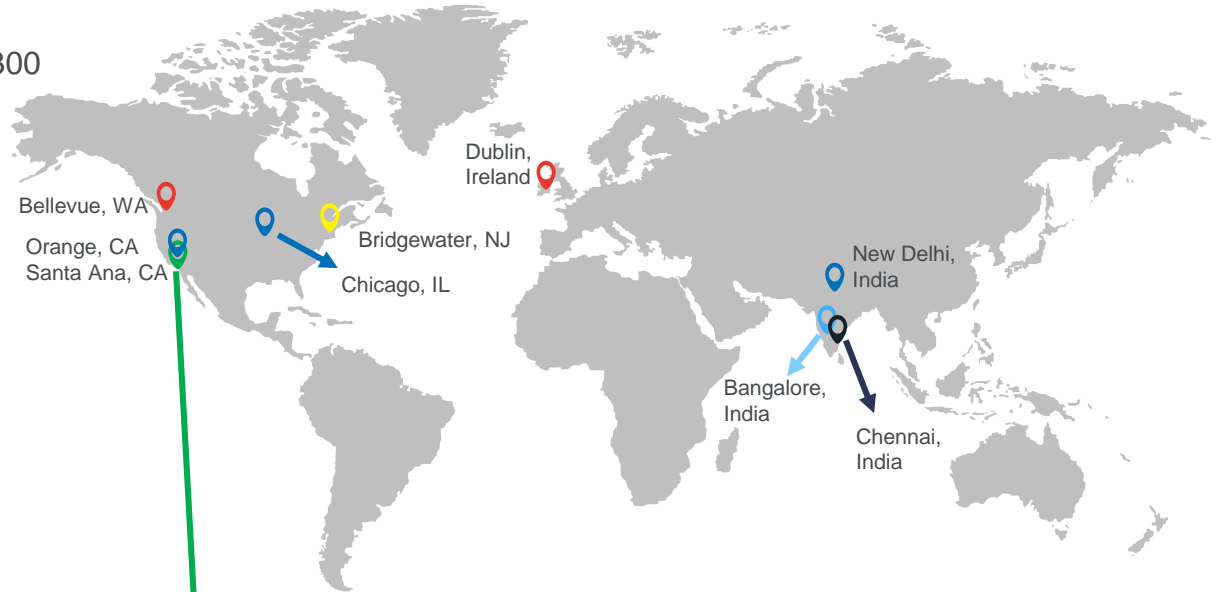 300
Dublin,
Ireland
Bellevue, WA
Orange, CA
Santa Ana, CA
Bridgewater, NJ
Chicago, IL
New Delhi,
India
Bangalore,
India
Chennai,
India